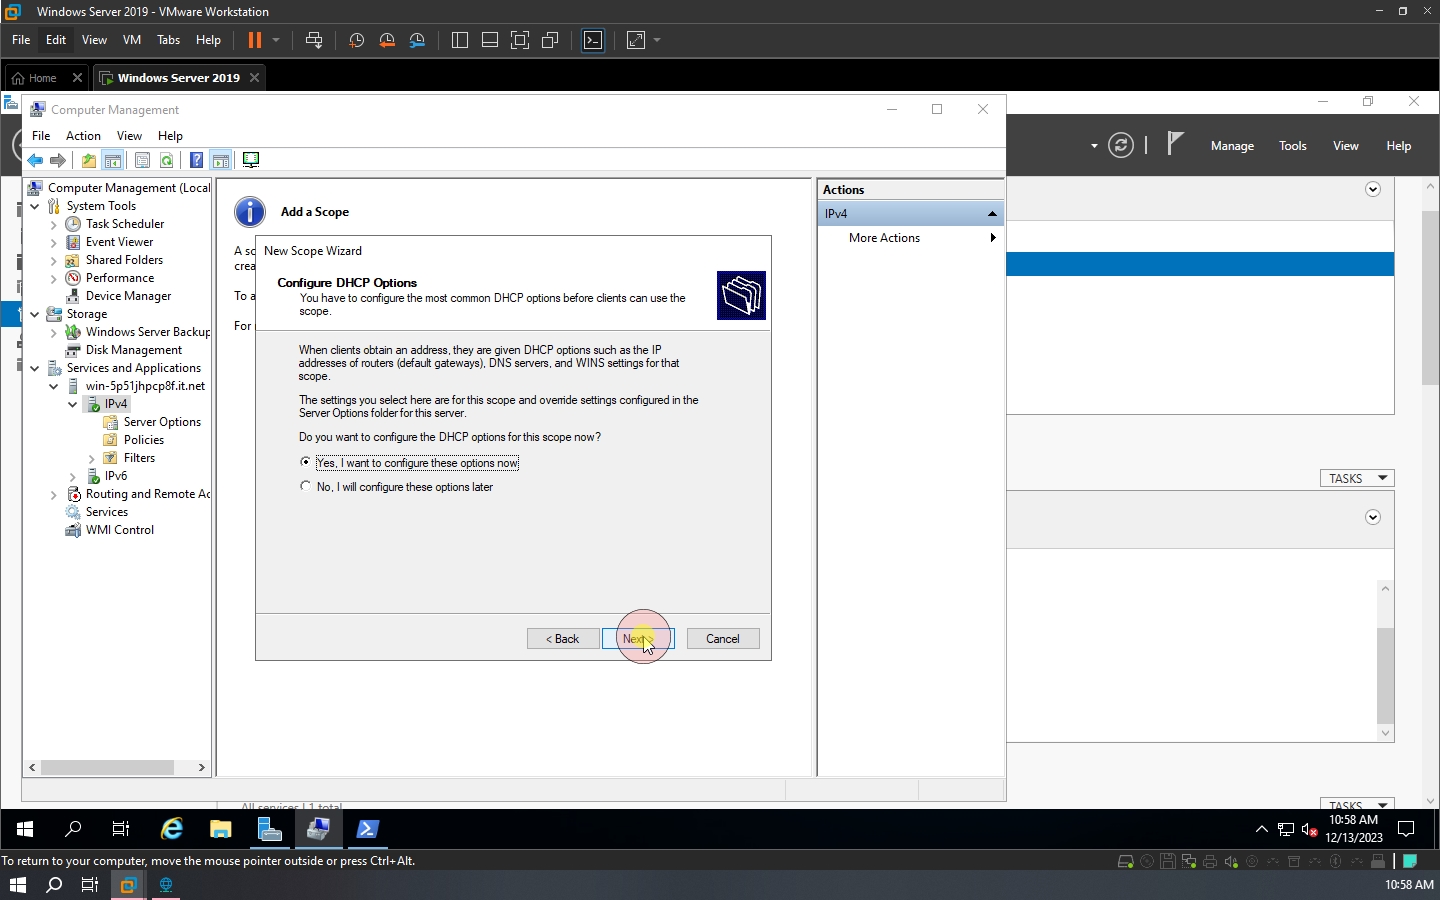 Windows Server 2019 - VMware Workstation
File Edit View VM Tabs Help
Home
Windows Server 2019
Computer Management
File Action View Help
Manage Tools View Help
Computer Management (Local
System Tools
Task Scheduler
Event Viewer
Shared Folders
Performance
Device Manager
Storage
Windows Server Backup
Disk Management
Services and Applications
win-5p51jhpcp8f.it.net
IPv4
Server Options
Policies
Filters
IPv6
Routing and Remote Ac
Services
WMI Control
Add a Scope
A sc
crea
To a
For
New Scope Wizard
Configure DHCP Options
You have to configure the most common DHCP options before clients can use the
scope.
When clients obtain an address, they are given DHCP options such as the IP
addresses of routers (default gateways), DNS servers, and WINS settings for that
scope.
The settings you select here are for this scope and override settings configured in the
Server Options folder for this server.
Do you want to configure the DHCP options for this scope now?
Yes, I want to configure these options now
No, I will configure these options later
< Back Next > Cancel
Actions
IPv4
More Actions
TASKS
TASKS
All services | 1 total
10:58 AM
12/13/2023
To return to your computer, move the mouse pointer outside or press Ctrl+Alt.
10:58 AM